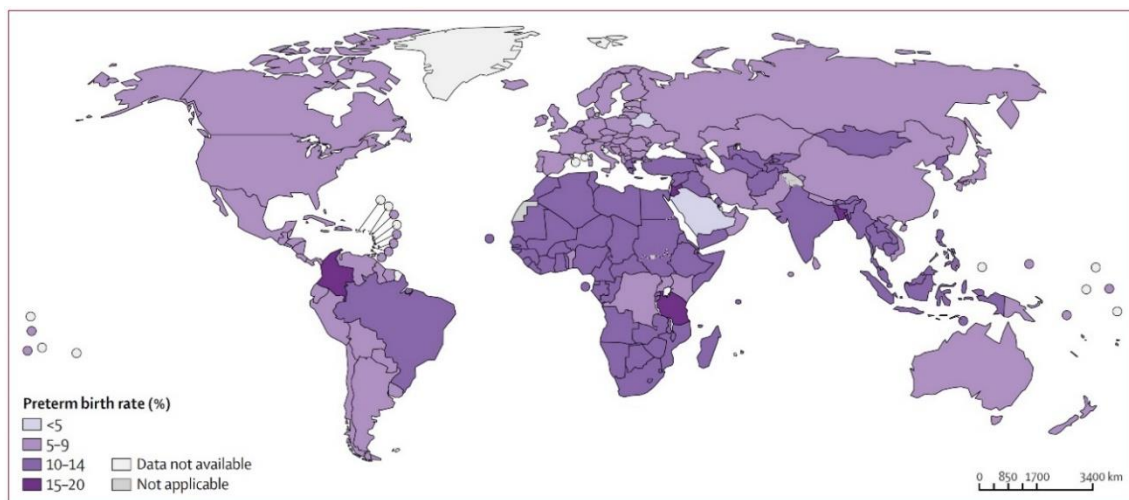 Preterm birth rate (%)
<5
5–9
10–14
15–20
Data not available
Not applicable
0 850 1700 3400 km